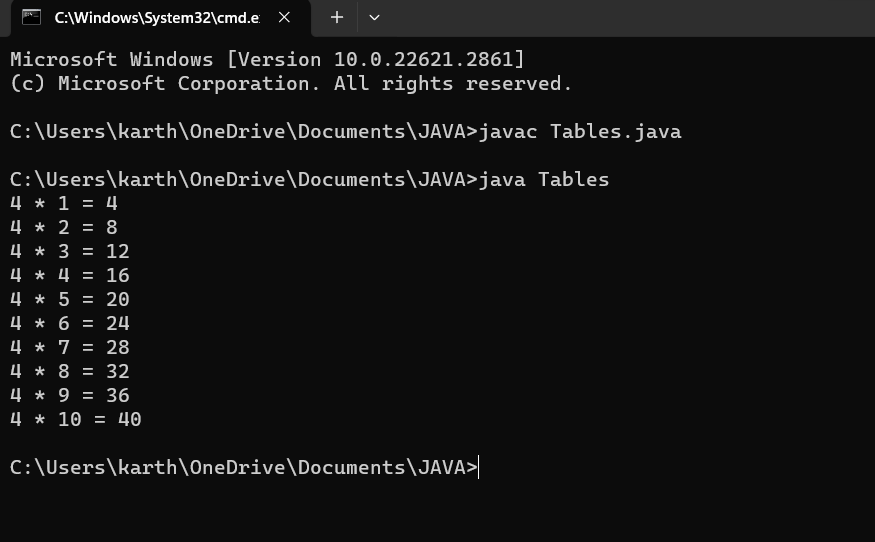 C:\Windows\System32\cmd.e
Microsoft Windows [Version 10.0.22621.2861]
(c) Microsoft Corporation. All rights reserved.
C:\Users\karth\OneDrive\Documents\JAVA>javac Tables.java
C:\Users\karth\OneDrive\Documents\JAVA>java Tables
4 * 1 = 4
4 * 2 = 8
4 * 3 = 12
4 * 4 = 16
4 * 5 = 20
4 * 6 = 24
4 * 7 = 28
4 * 8 = 32
4 * 9 = 36
4 * 10 = 40
C:\Users\karth\OneDrive\Documents\JAVA>